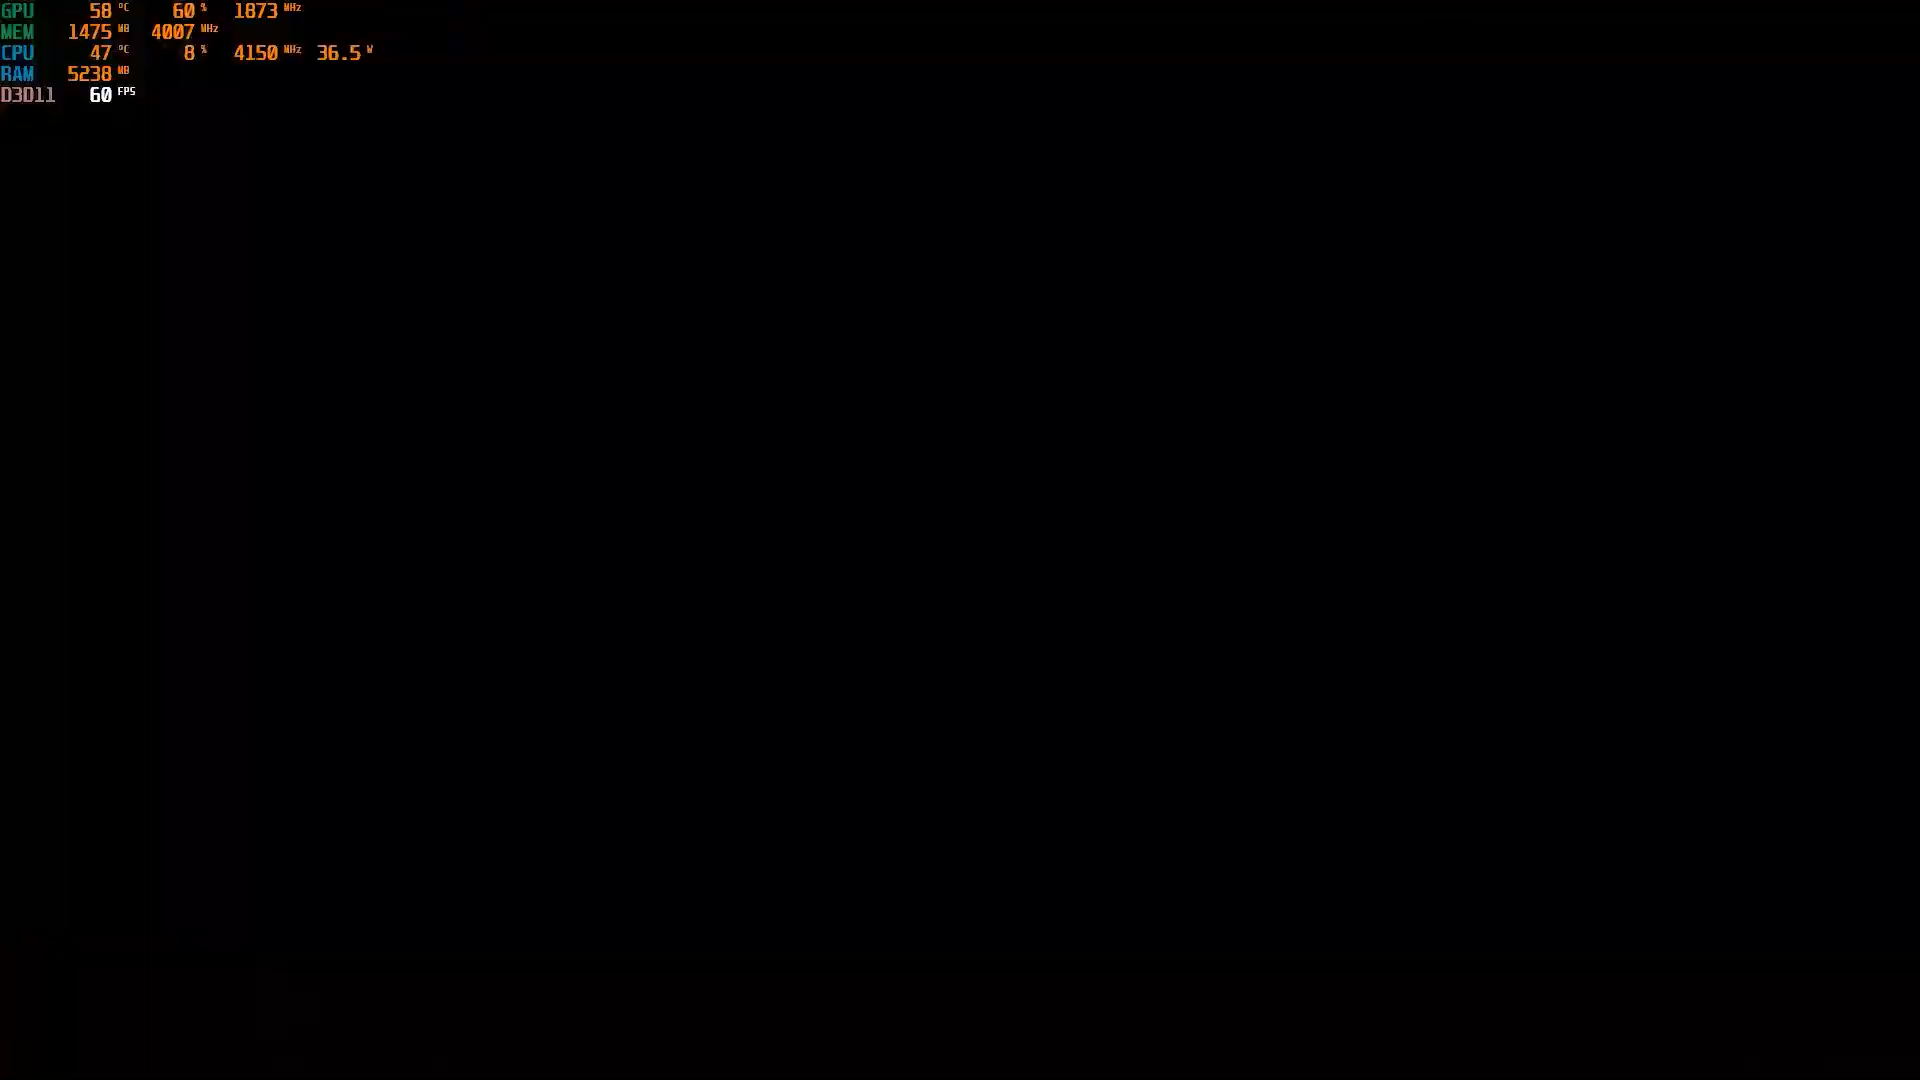 GPU 58 °C 60 % 1873 MHz
MEM 1475 MB 4007 MHz
CPU 47 °C 8 % 4150 MHz 36.5 W
RAM 5238 MB
D3D11 60 FPS